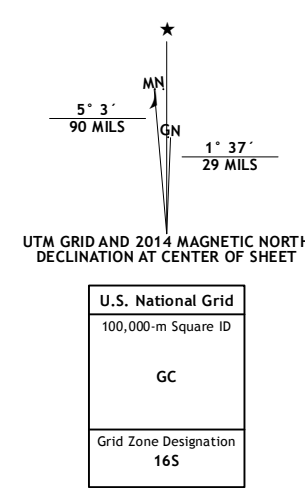 MN
5° 3´
90 MILS
GN
1° 37´
29 MILS
UTM GRID AND 2014 MAGNETIC NORTH
DECLINATION AT CENTER OF SHEET
U.S. National Grid
100,000-m Square ID
GC
Grid Zone Designation
16S